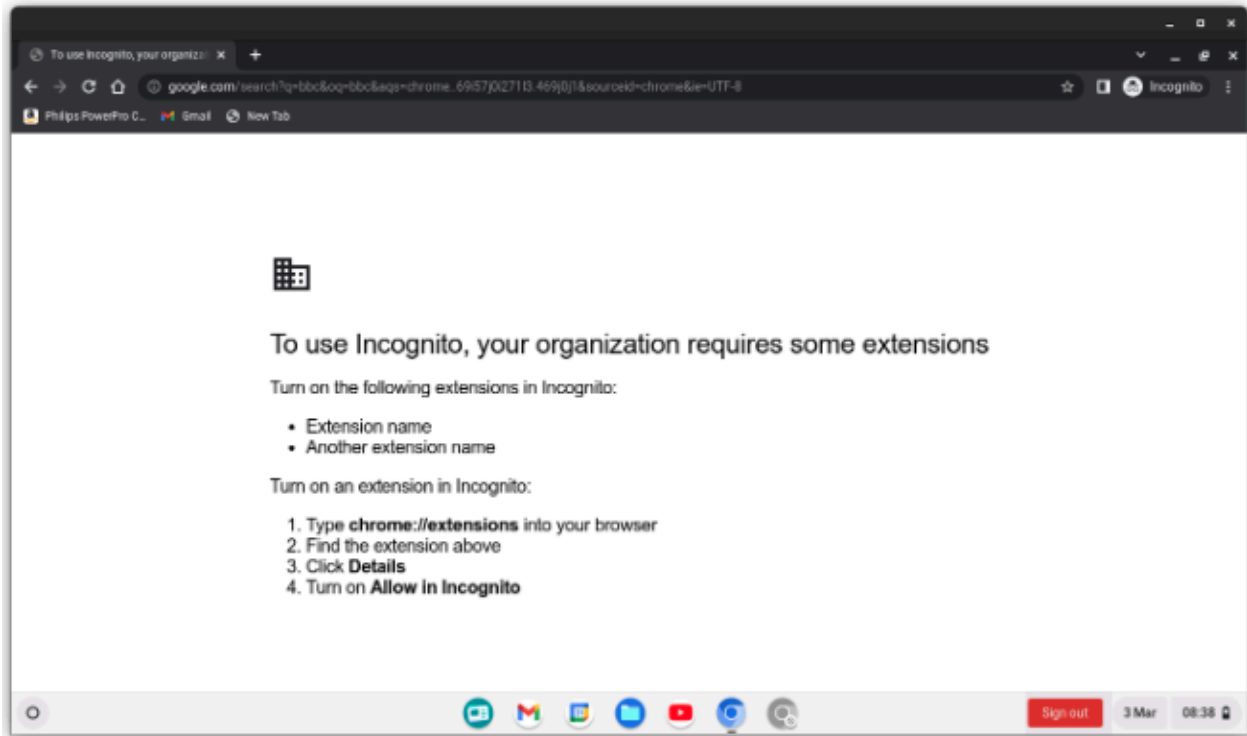 To use Incognito, your organiza
google.com/search?q=bbc&oq=bbc&aqs=chrome..69i57j0i271l3.469j0j1&sourceid=chrome&ie=UTF-8
Incognito
Philips PowerPro C...
Gmail
New Tab
To use Incognito, your organization requires some extensions
Turn on the following extensions in Incognito:
• Extension name
• Another extension name
Turn on an extension in Incognito:
1. Type chrome://extensions into your browser
2. Find the extension above
3. Click Details
4. Turn on Allow in Incognito
Sign out
3 Mar
08:38